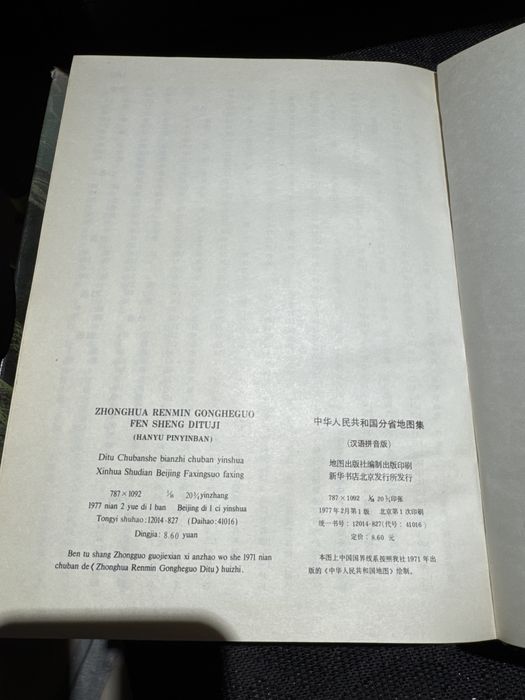 ZHONGHUA RENMIN GONGHEGUO
FEN SHENG DITUJI
(HANYU PINYINBAN)
Ditu Chubanshe bianzhi chuban yinshua
Xinhua Shudian Beijing Faxingsuo faxing
787×1092 20¾yinzhang
1977 nian 2 yue di 1 ban Beijing di 1 ci yinshua
Tongyi shuhao: 12014·827 (Daihao: 41016)
Dingjia: 8.60 yuan
Ben tu shang Zhongguo guojiexian xi anzhao wo she 1971 nian
chuban de《Zhonghua Renmin Gongheguo Ditu》huizhi.
中华人民共和国分省地图集
(汉语拼音版)
地图出版社编制出版印刷
新华书店北京发行所发行
787×1092 印张
1977年2月第1版 北京第1次印刷
统一书号: 12014·827(代号: 41016)
定价: 8.60 元
本图上中国国界线系按照我社1971年出
版的《中华人民共和国地图》绘制。